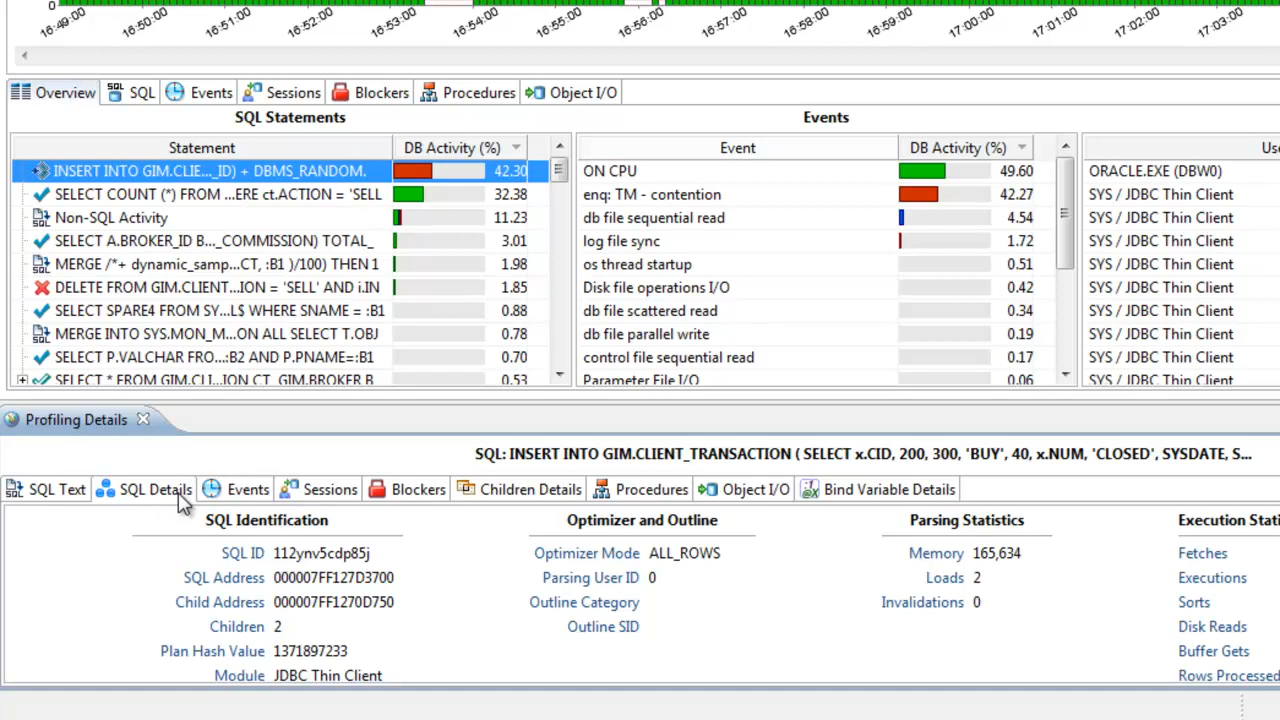 0
16:49:00 16:50:00 16:51:00 16:52:00 16:53:00 16:54:00 16:55:00 16:56:00 16:57:00 16:58:00 16:59:00 17:00:00 17:01:00 17:02:00 17:03:00
Overview SQL Events Sessions Blockers Procedures Object I/O
SQL Statements Events
Statement DB Activity (%) Event DB Activity (%)
INSERT INTO GIM.CLIE..._ID) + DBMS_RANDOM. 42.30 ON CPU 49.60 ORACLE.EXE (DBW0)
SELECT COUNT (*) FROM ...ERE ct.ACTION = 'SELL 32.38 enq: TM - contention 42.27 SYS / JDBC Thin Client
Non-SQL Activity 11.23 db file sequential read 4.54 SYS / JDBC Thin Client
SELECT A.BROKER_ID B..._COMMISSION) TOTAL_ 3.01 log file sync 1.72 SYS / JDBC Thin Client
MERGE /*+ dynamic_samp...CT, :B1 )/100) THEN 1 1.98 os thread startup 0.51 SYS / JDBC Thin Client
DELETE FROM GIM.CLIENT...ION = 'SELL' AND i.IN 1.85 Disk file operations I/O 0.42 SYS / JDBC Thin Client
SELECT SPARE4 FROM SY...L$ WHERE SNAME = :B1 0.88 db file scattered read 0.34 SYS / JDBC Thin Client
MERGE INTO SYS.MON_M...ON ALL SELECT T.OBJ 0.78 db file parallel write 0.19 SYS / JDBC Thin Client
SELECT P.VALCHAR FRO...:B2 AND P.PNAME=:B1 0.70 control file sequential read 0.17 SYS / JDBC Thin Client
SELECT * FROM GIM.CLI...ION CT, GIM.BROKER B 0.53 Parameter File I/O 0.06 SYS / JDBC Thin Client
Profiling Details
SQL: INSERT INTO GIM.CLIENT_TRANSACTION ( SELECT x.CID, 200, 300, 'BUY', 40, x.NUM, 'CLOSED', SYSDATE, S...
SQL Text SQL Details Events Sessions Blockers Children Details Procedures Object I/O Bind Variable Details
SQL Identification Optimizer and Outline Parsing Statistics Execution Stati
SQL ID 112ynv5cdp85j Optimizer Mode ALL_ROWS Memory 165,634 Fetches
SQL Address 000007FF127D3700 Parsing User ID 0 Loads 2 Executions
Child Address 000007FF1270D750 Outline Category Invalidations 0 Sorts
Children 2 Outline SID Disk Reads
Plan Hash Value 1371897233 Buffer Gets
Module JDBC Thin Client Rows Processed